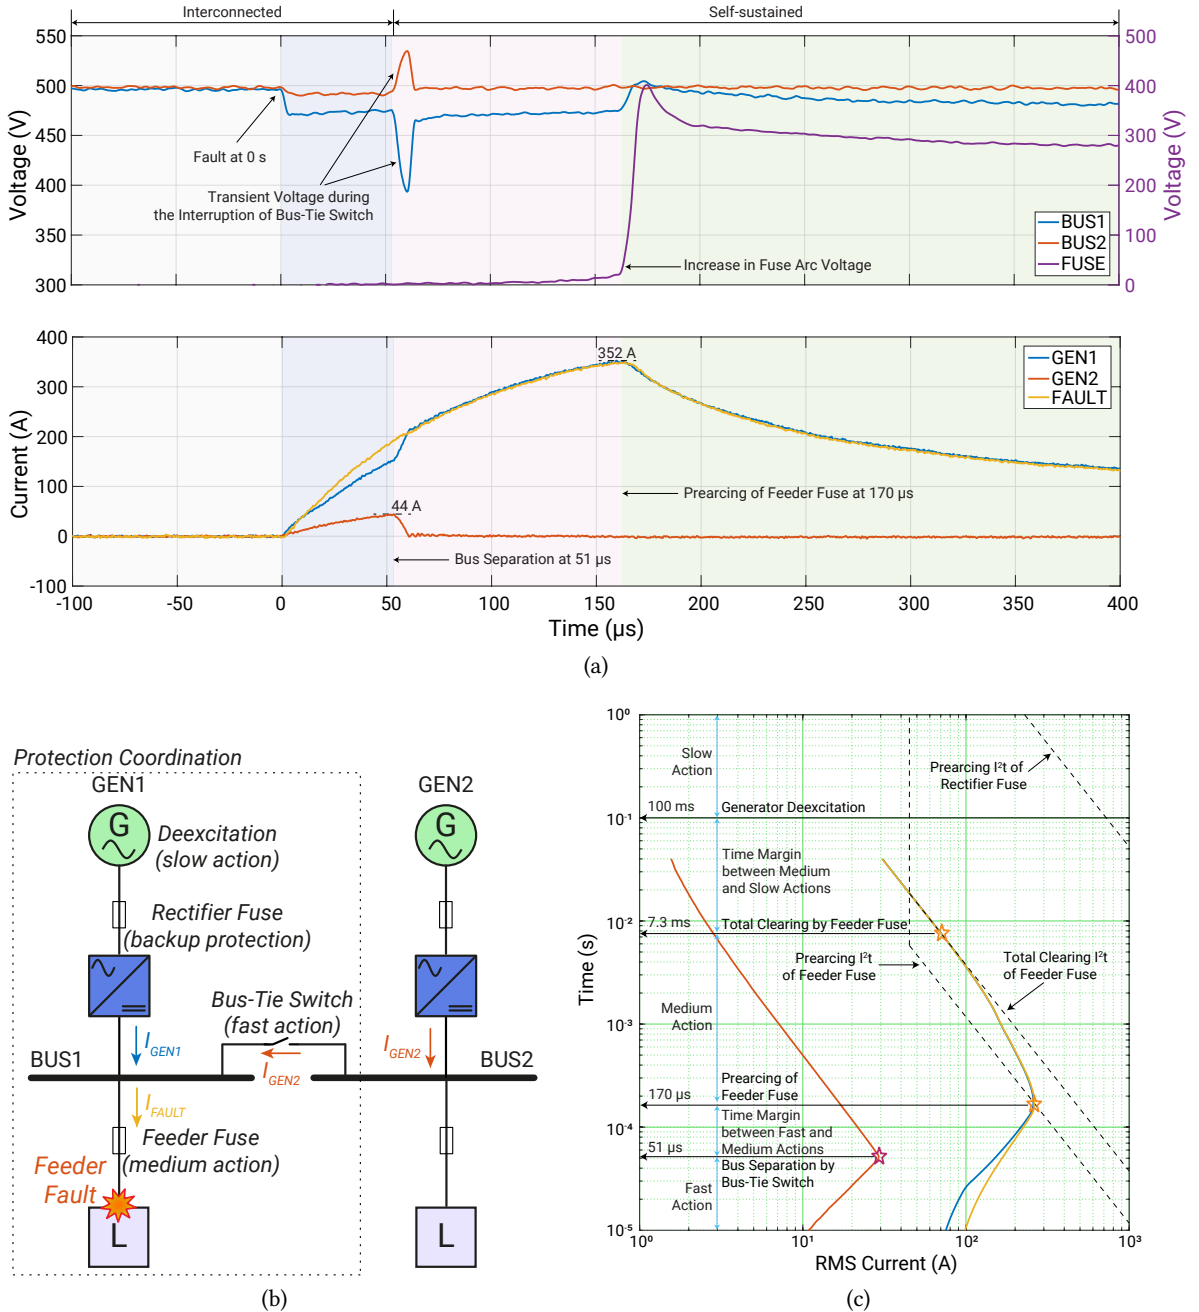 Interconnected
Self-sustained
550
500
450
400
350
300
Voltage (V)
500
400
300
200
100
0
Voltage (V)
Fault at 0 s
Transient Voltage during
the Interruption of Bus-Tie Switch
Increase in Fuse Arc Voltage
BUS1
BUS2
FUSE
400
300
200
100
0
-100
Current (A)
352 A
44 A
GEN1
GEN2
FAULT
Prearcing of Feeder Fuse at 170 µs
Bus Separation at 51 µs
-100 -50 0 50 100 150 200 250 300 350 400
Time (µs)
(a)
Protection Coordination
GEN1
GEN2
G
G
Deexcitation
(slow action)
Rectifier Fuse
(backup protection)
Bus-Tie Switch
(fast action)
I_GEN1
I_GEN2
I_GEN2
BUS1
BUS2
I_FAULT
Feeder Fuse
(medium action)
Feeder
Fault
L
L
(b)
10⁰
10⁻¹
10⁻²
10⁻³
10⁻⁴
10⁻⁵
Time (s)
Slow
Action
Prearcing I²t of
Rectifier Fuse
100 ms
Generator Deexcitation
Time Margin
between Medium
and Slow Actions
7.3 ms
Total Clearing by Feeder Fuse
Prearcing I²t
of Feeder Fuse
Total Clearing I²t
of Feeder Fuse
Medium
Action
Prearcing of
Feeder Fuse
170 µs
Time Margin
between Fast and
Medium Actions
51 µs
Bus Separation by
Bus-Tie Switch
Fast
Action
10⁰ 10¹ 10² 10³
RMS Current (A)
(c)